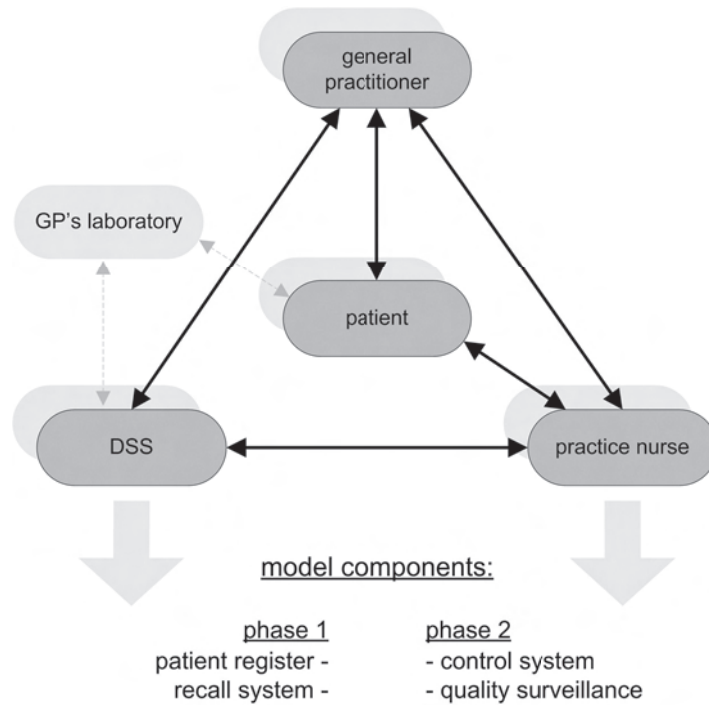 general
practitioner
GP's laboratory
patient
DSS
practice nurse
model components:
phase 1
patient register -
recall system -
phase 2
- control system
- quality surveillance